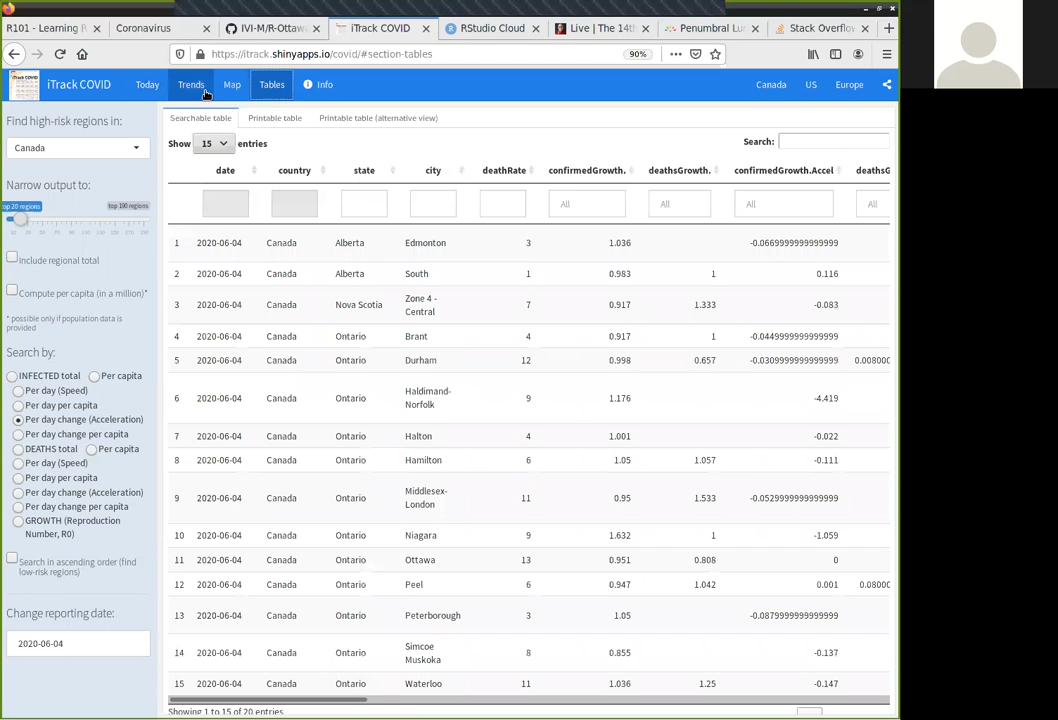 R101 - Learning R
Coronavirus
IVI-M/R-Ottaw
iTrack COVID
RStudio Cloud
Live | The 14th
Penumbral Lu
Stack Overflo
https://itrack.shinyapps.io/covid/#section-tables
90%
iTrack COVID
Today
Trends
Map
Tables
Info
Canada
US
Europe
Find high-risk regions in:
Canada
Narrow output to:
top 20 regions
top 190 regions
Include regional total
Compute per capita (in a million)*
* possible only if population data is
provided
Search by:
INFECTED total Per capita
Per day (Speed)
Per day per capita
Per day change (Acceleration)
Per day change per capita
DEATHS total Per capita
Per day (Speed)
Per day per capita
Per day change (Acceleration)
Per day change per capita
GROWTH (Reproduction
Number, R0)
Search in ascending order (find
low-risk regions)
Change reporting date:
2020-06-04
Searchable table
Printable table
Printable table (alternative view)
Show 15 entries
Search:
date country state city deathRate confirmedGrowth. deathsGrowth. confirmedGrowth.Accel deathsG
All All All All
1 2020-06-04 Canada Alberta Edmonton 3 1.036 -0.0669999999999999
2 2020-06-04 Canada Alberta South 1 0.983 1 0.116
3 2020-06-04 Canada Nova Scotia Zone 4 - Central 7 0.917 1.333 -0.083
4 2020-06-04 Canada Ontario Brant 4 0.917 1 -0.0449999999999999
5 2020-06-04 Canada Ontario Durham 12 0.998 0.657 -0.0309999999999999 0.008000
6 2020-06-04 Canada Ontario Haldimand-Norfolk 9 1.176 -4.419
7 2020-06-04 Canada Ontario Halton 4 1.001 -0.022
8 2020-06-04 Canada Ontario Hamilton 6 1.05 1.057 -0.111
9 2020-06-04 Canada Ontario Middlesex-London 11 0.95 1.533 -0.0529999999999999
10 2020-06-04 Canada Ontario Niagara 9 1.632 1 -1.059
11 2020-06-04 Canada Ontario Ottawa 13 0.951 0.808 0
12 2020-06-04 Canada Ontario Peel 6 0.947 1.042 0.001 0.08000
13 2020-06-04 Canada Ontario Peterborough 3 1.05 -0.0879999999999999
14 2020-06-04 Canada Ontario Simcoe Muskoka 8 0.855 -0.137
15 2020-06-04 Canada Ontario Waterloo 11 1.036 1.25 -0.147
Showing 1 to 15 of 20 entries